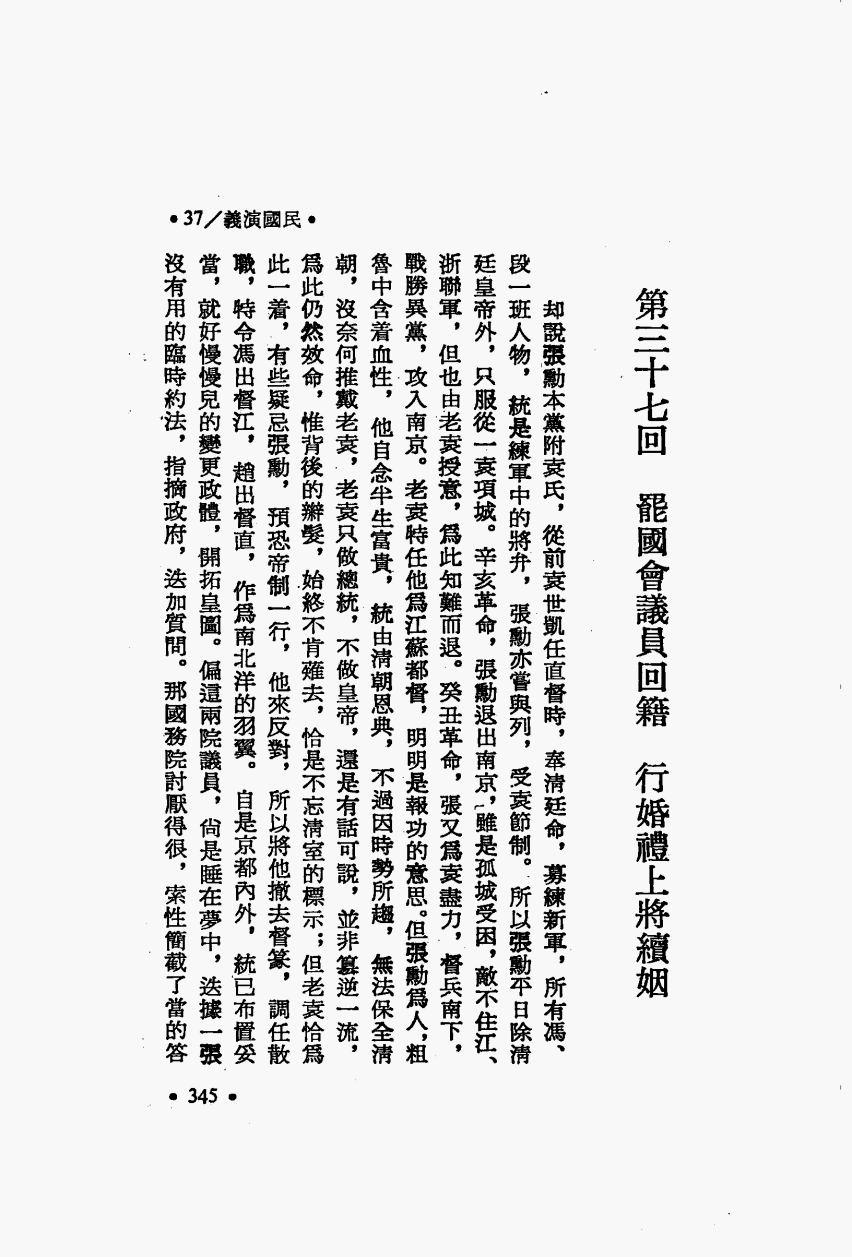 •37／義演國民•
第三十七回　罷國會議員回籍　行婚禮上將續姻
却說張勳本黨附袁氏，從前袁世凱任直督時，奉清廷命，募練新軍，所有馮、
段一班人物，統是練軍中的將弁，張勳亦嘗與列，受袁節制。所以張勳平日除清
廷皇帝外，只服從一袁項城。辛亥革命，張勳退出南京，雖是孤城受困，敵不住江、
浙聯軍，但也由老袁授意，爲此知難而退。癸丑革命，張又爲袁盡力，督兵南下，
戰勝異黨，攻入南京。老袁特任他爲江蘇都督，明明是報功的意思。但張勳爲人，粗
魯中含着血性，他自念半生富貴，統由清朝恩典，不過因時勢所趨，無法保全清
朝，沒奈何推戴老袁，老袁只做總統，不做皇帝，還是有話可說，並非篡逆一流，
爲此仍然效命，惟背後的辮髮，始終不肯薙去，恰是不忘清室的標示；但老袁恰爲
此一着，有些疑忌張勳，預恐帝制一行，他來反對，所以將他撤去督篆，調任散
職，特令馮出督江，趙出督直，作爲南北洋的羽翼。自是京都內外，統已布置妥
當，就好慢慢兒的變更政體，開拓皇圖。偏這兩院議員，尙是睡在夢中，迭據一張
沒有用的臨時約法，指摘政府，迭加質問。那國務院討厭得很，索性簡截了當的答
•345•